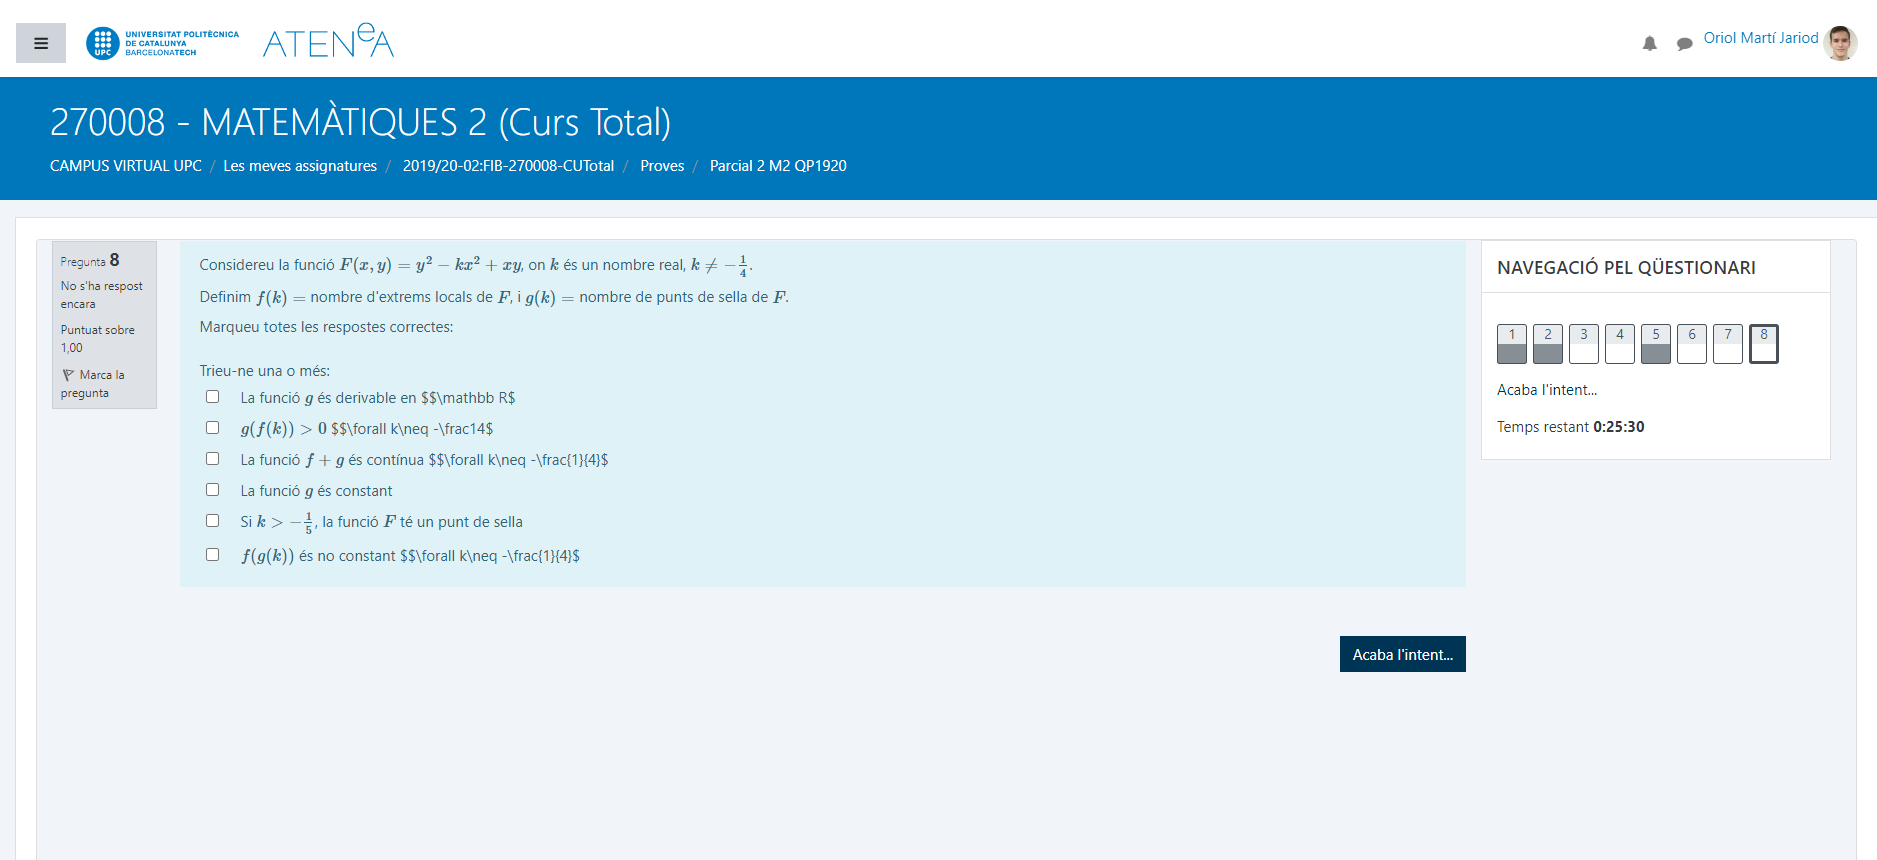 UNIVERSITAT POLITÈCNICA
DE CATALUNYA
BARCELONATECH
UPC
ATENeA
Oriol Martí Jariod
270008 - MATEMÀTIQUES 2 (Curs Total)
CAMPUS VIRTUAL UPC / Les meves assignatures / 2019/20-02:FIB-270008-CUTotal / Proves / Parcial 2 M2 QP1920
Pregunta 8
No s'ha respost
encara
Puntuat sobre
1,00
Marca la
pregunta
Considereu la funció F(x, y) = y² − kx² + xy, on k és un nombre real, k ≠ −1/4.
Definim f(k) = nombre d'extrems locals de F, i g(k) = nombre de punts de sella de F.
Marqueu totes les respostes correctes:
Trieu-ne una o més:
La funció g és derivable en $$\mathbb R$
g(f(k)) > 0 $$\forall k\neq -\frac14$
La funció f + g és contínua $$\forall k\neq -\frac{1}{4}$
La funció g és constant
Si k > −1/5, la funció F té un punt de sella
f(g(k)) és no constant $$\forall k\neq -\frac{1}{4}$
Acaba l'intent...
NAVEGACIÓ PEL QÜESTIONARI
1 2 3 4 5 6 7 8
Acaba l'intent...
Temps restant 0:25:30